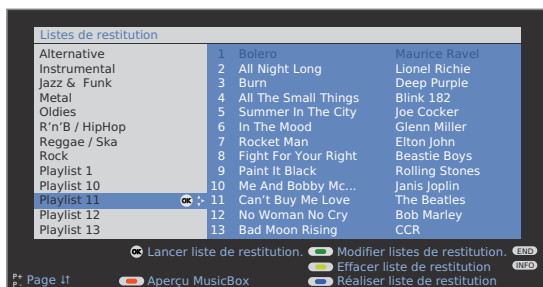 Listes de restitution
Alternative 1 Bolero Maurice Ravel
Instrumental 2 All Night Long Lionel Richie
Jazz & Funk 3 Burn Deep Purple
Metal 4 All The Small Things Blink 182
Oldies 5 Summer In The City Joe Cocker
R'n'B / HipHop 6 In The Mood Glenn Miller
Reggae / Ska 7 Rocket Man Elton John
Rock 8 Fight For Your Right Beastie Boys
Playlist 1 9 Paint It Black Rolling Stones
Playlist 10 10 Me And Bobby Mc... Janis Joplin
Playlist 11 OK 11 Can't Buy Me Love The Beatles
Playlist 12 12 No Woman No Cry Bob Marley
Playlist 13 13 Bad Moon Rising CCR
OK Lancer liste de restitution. Modifier listes de restitution. END
Effacer liste de restitution INFO
P+ P- Page ↓↑ Aperçu MusicBox Réaliser liste de restitution